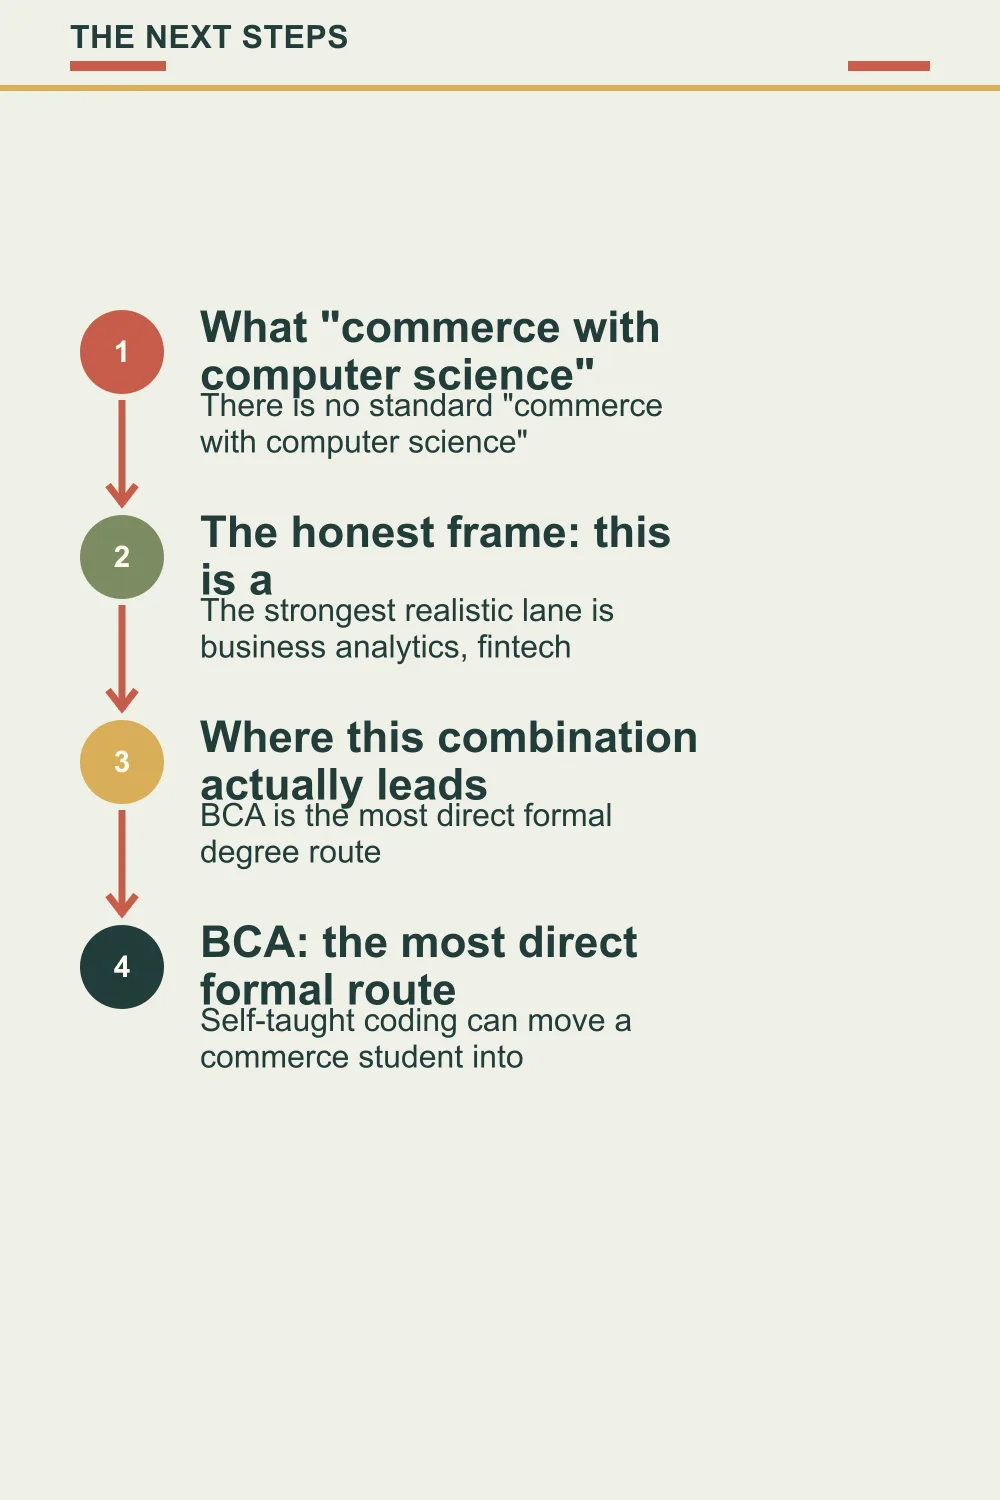 THE NEXT STEPS
1
What "commerce with
computer science"
There is no standard "commerce
with computer science"
2
The honest frame: this
is a
The strongest realistic lane is
business analytics, fintech
3
Where this combination
actually leads
BCA is the most direct formal
degree route
4
BCA: the most direct
formal route
Self-taught coding can move a
commerce student into